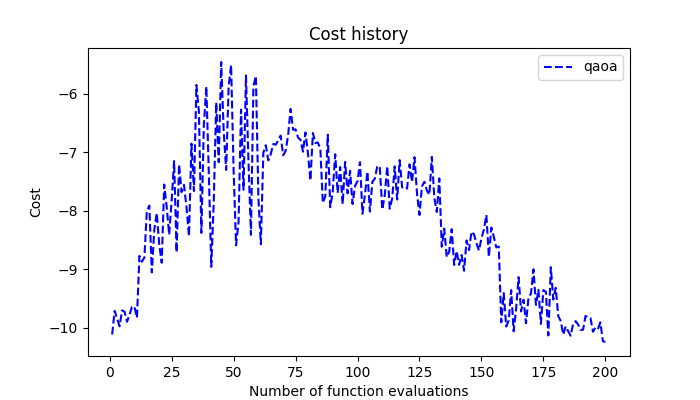 Cost history
qaoa
−6
−7
−8
−9
−10
Cost
0 25 50 75 100 125 150 175 200
Number of function evaluations